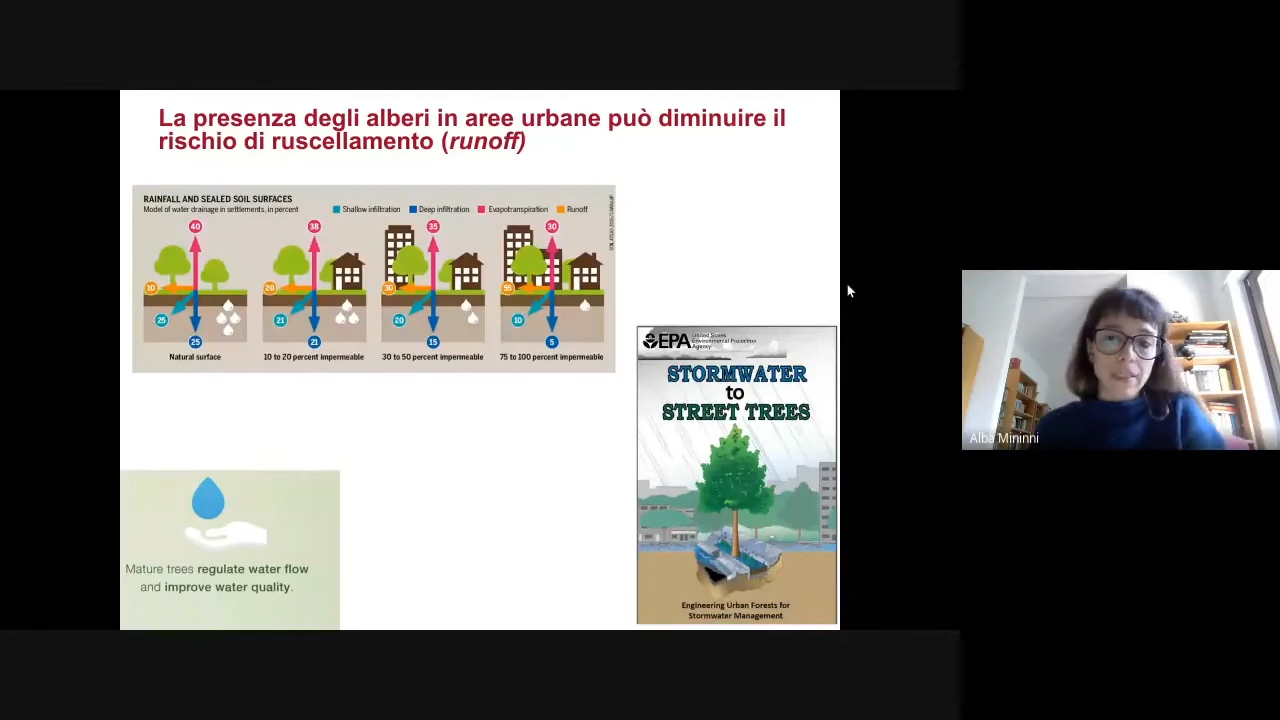 La presenza degli alberi in aree urbane può diminuire il
rischio di ruscellamento (runoff)
RAINFALL AND SEALED SOIL SURFACES
Model of water drainage in settlements, in percent
Shallow infiltration
Deep infiltration
Evapotranspiration
Runoff
40
10
25
25
Natural surface
38
20
21
21
10 to 20 percent impermeable
35
30
20
15
30 to 50 percent impermeable
30
55
10
5
75 to 100 percent impermeable
EPA
United States
Environmental Protection
Agency
STORMWATER
to
STREET TREES
Engineering Urban Forests for
Stormwater Management
Mature trees regulate water flow
and improve water quality.
Alba Mininni